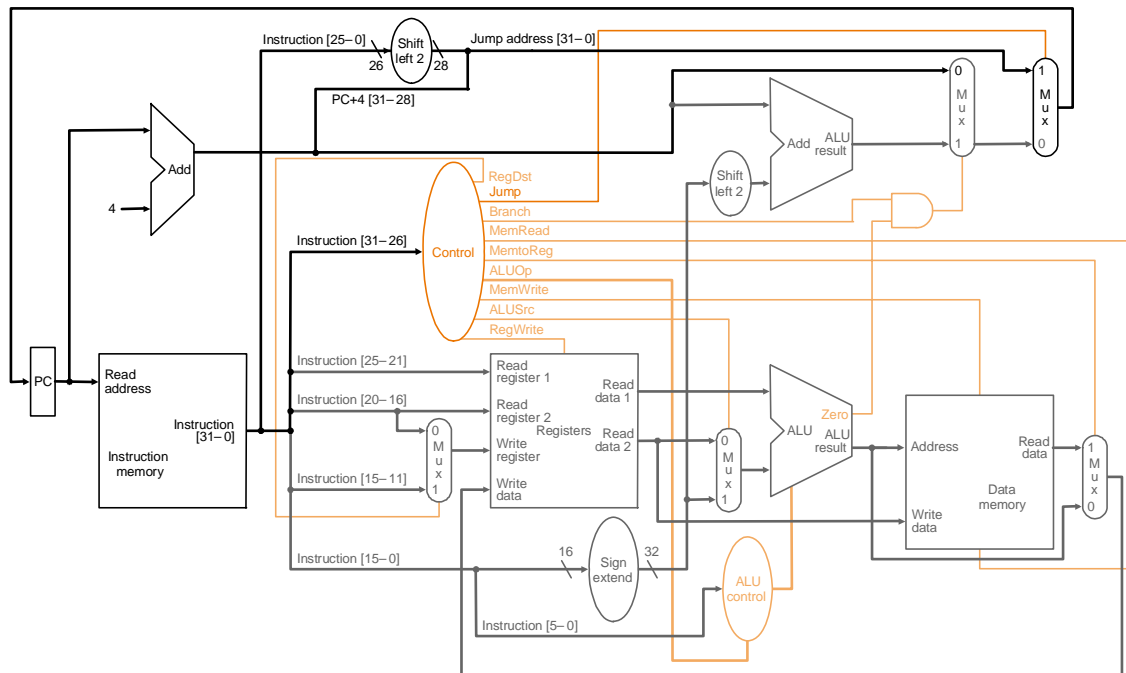 Instruction [25–0]
26
Shift
left 2
28
Jump address [31–0]
PC+4 [31–28]
Add
4
0
M
u
x
1
1
M
u
x
0
Add
ALU
result
Shift
left 2
RegDst
Jump
Branch
MemRead
MemtoReg
ALUOp
MemWrite
ALUSrc
RegWrite
Control
Instruction [31–26]
PC
Read
address
Instruction
[31–0]
Instruction
memory
Instruction [25–21]
Instruction [20–16]
Instruction [15–11]
0
M
u
x
1
Read
register 1
Read
register 2
Write
register
Write
data
Registers
Read
data 1
Read
data 2
0
M
u
x
1
Zero
ALU
ALU
result
Address
Read
data
Data
memory
Write
data
1
M
u
x
0
Instruction [15–0]
16
Sign
extend
32
ALU
control
Instruction [5–0]